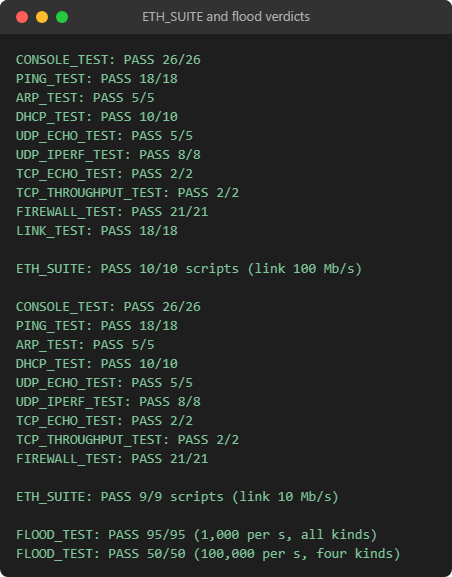 ETH_SUITE and flood verdicts
CONSOLE_TEST: PASS 26/26
PING_TEST: PASS 18/18
ARP_TEST: PASS 5/5
DHCP_TEST: PASS 10/10
UDP_ECHO_TEST: PASS 5/5
UDP_IPERF_TEST: PASS 8/8
TCP_ECHO_TEST: PASS 2/2
TCP_THROUGHPUT_TEST: PASS 2/2
FIREWALL_TEST: PASS 21/21
LINK_TEST: PASS 18/18
ETH_SUITE: PASS 10/10 scripts (link 100 Mb/s)
CONSOLE_TEST: PASS 26/26
PING_TEST: PASS 18/18
ARP_TEST: PASS 5/5
DHCP_TEST: PASS 10/10
UDP_ECHO_TEST: PASS 5/5
UDP_IPERF_TEST: PASS 8/8
TCP_ECHO_TEST: PASS 2/2
TCP_THROUGHPUT_TEST: PASS 2/2
FIREWALL_TEST: PASS 21/21
ETH_SUITE: PASS 9/9 scripts (link 10 Mb/s)
FLOOD_TEST: PASS 95/95 (1,000 per s, all kinds)
FLOOD_TEST: PASS 50/50 (100,000 per s, four kinds)